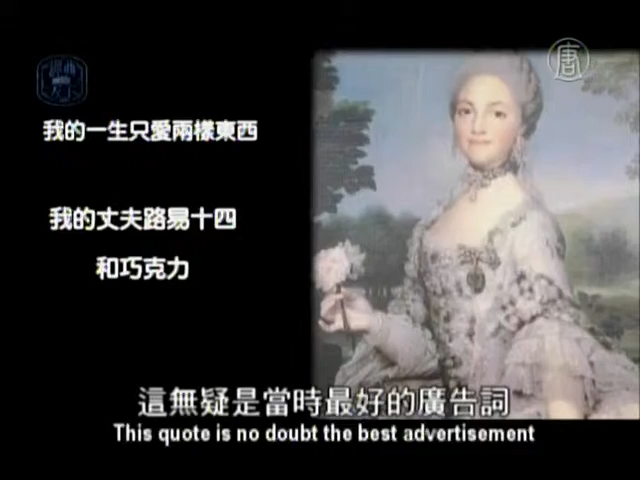 唐
我的一生只愛兩樣東西
我的丈夫路易十四
和巧克力
這無疑是當時最好的廣告詞
This quote is no doubt the best advertisement